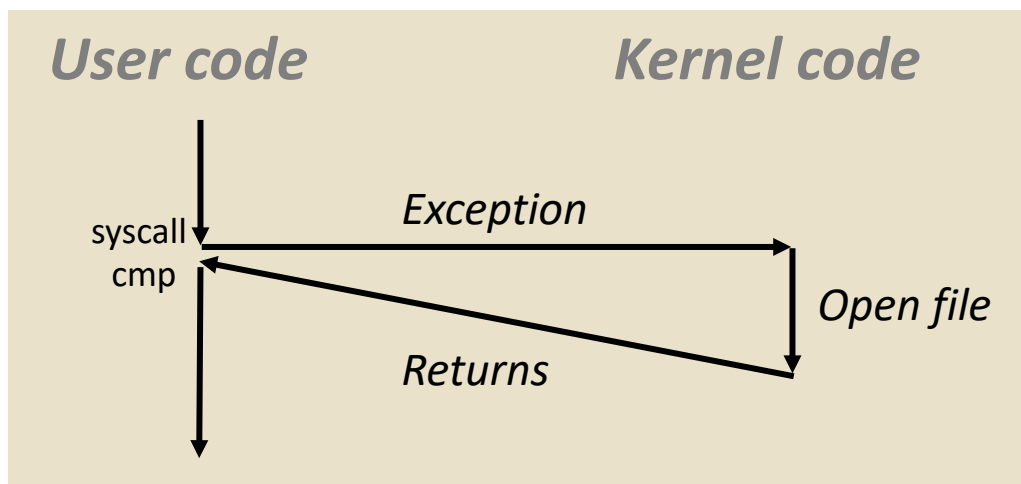 User code
Kernel code
Exception
syscall
cmp
Open file
Returns